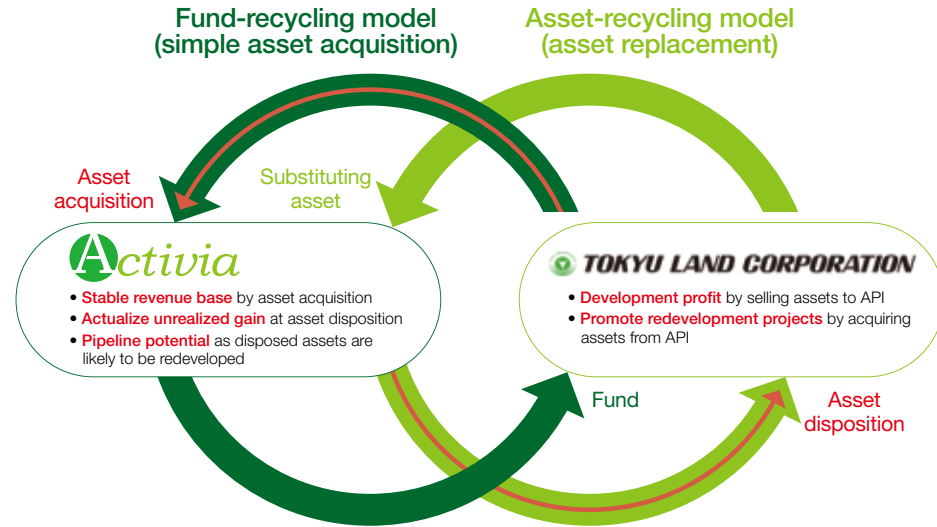 Fund-recycling model
(simple asset acquisition)
Asset-recycling model
(asset replacement)
Asset
acquisition
Substituting
asset
Activia
• Stable revenue base by asset acquisition
• Actualize unrealized gain at asset disposition
• Pipeline potential as disposed assets are
likely to be redeveloped
TOKYU LAND CORPORATION
• Development profit by selling assets to API
• Promote redevelopment projects by acquiring
assets from API
Fund
Asset
disposition